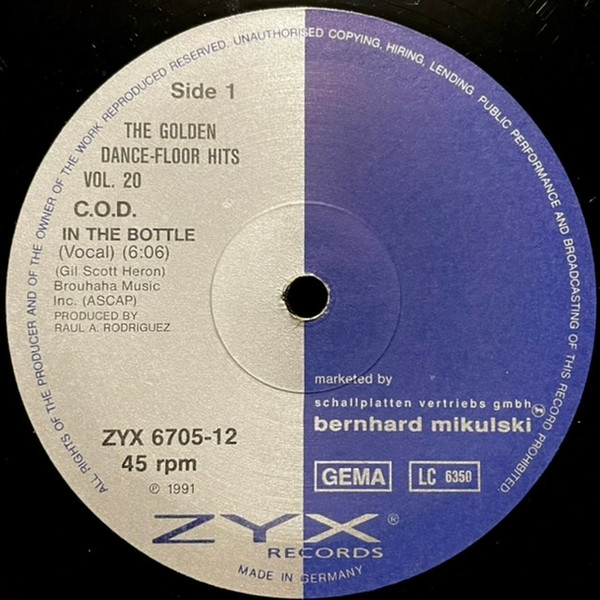 ALL RIGHTS OF THE PRODUCER AND OF THE OWNER OF THE WORK REPRODUCED RESERVED. UNAUTHORISED COPYING, HIRING, LENDING. PUBLIC PERFORMANCE AND BROADCASTING OF THIS RECORD PROHIBITED.
Side 1
THE GOLDEN
DANCE-FLOOR HITS
VOL. 20
C.O.D.
IN THE BOTTLE
(Vocal) (6:06)
(Gil Scott Heron)
Brouhaha Music
Inc. (ASCAP)
PRODUCED BY
RAUL A. RODRIGUEZ
marketed by
schallplatten vertriebs gmbh
bernhard mikulski
ZYX 6705-12
45 rpm
℗ 1991
GEMA
LC 6350
ZYX®
RECORDS
MADE IN GERMANY